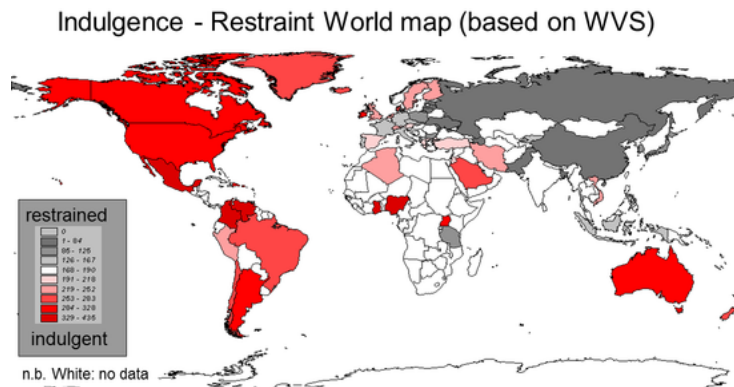 Indulgence - Restraint World map (based on WVS)
restrained
0
1 - 84
85 - 125
126 - 167
168 - 190
191 - 218
219 - 252
253 - 283
284 - 328
329 - 435
indulgent
n.b. White: no data